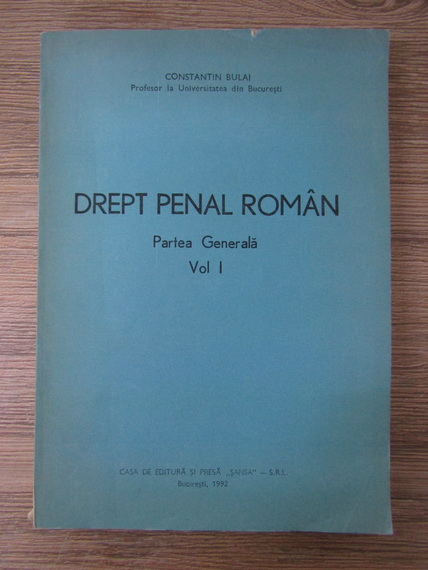 CONSTANTIN BULAI
Profesor la Universitatea din București
DREPT PENAL ROMÂN
Partea Generală
Vol I
CASA DE EDITURĂ ȘI PRESĂ „ȘANSA" — S.R.L.
București, 1992